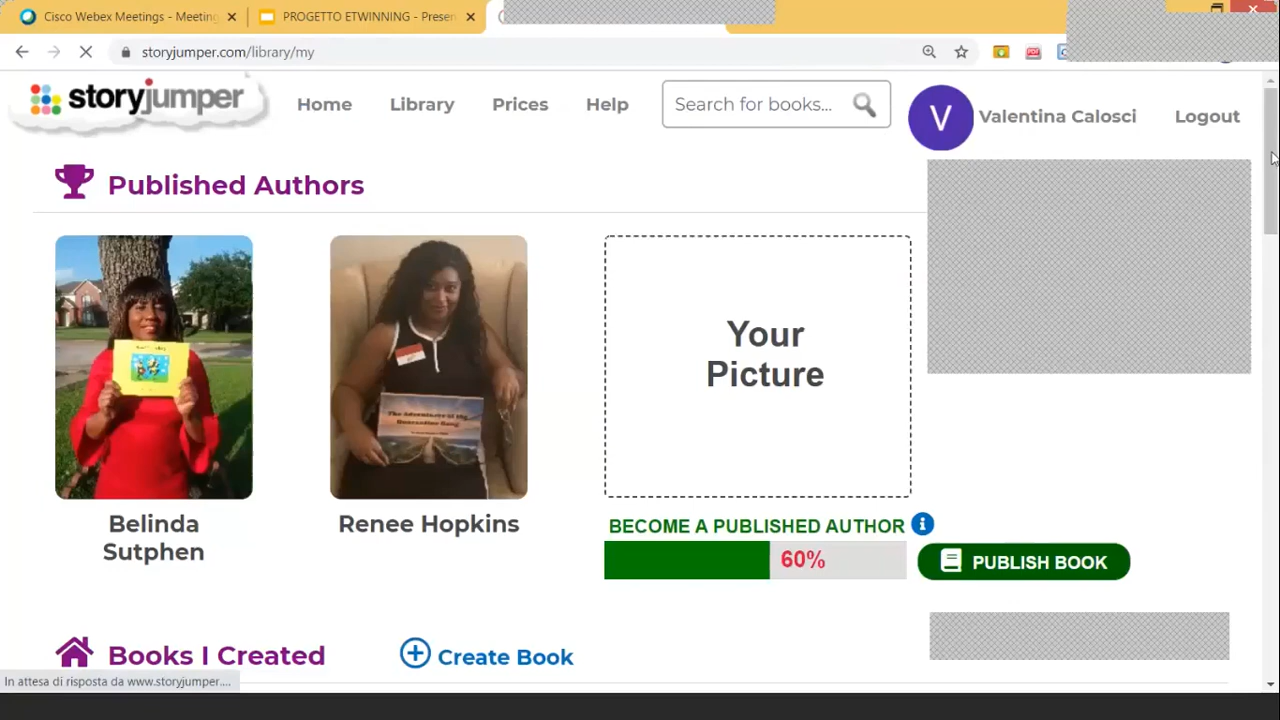 Cisco Webex Meetings - Meeting
PROGETTO ETWINNING - Presen
storyjumper.com/library/my
storyjumper
Home
Library
Prices
Help
Search for books...
V
Valentina Calosci
Logout
Published Authors
Your
Picture
Belinda
Sutphen
Renee Hopkins
BECOME A PUBLISHED AUTHOR
60%
PUBLISH BOOK
Books I Created
Create Book
In attesa di risposta da www.storyjumper....